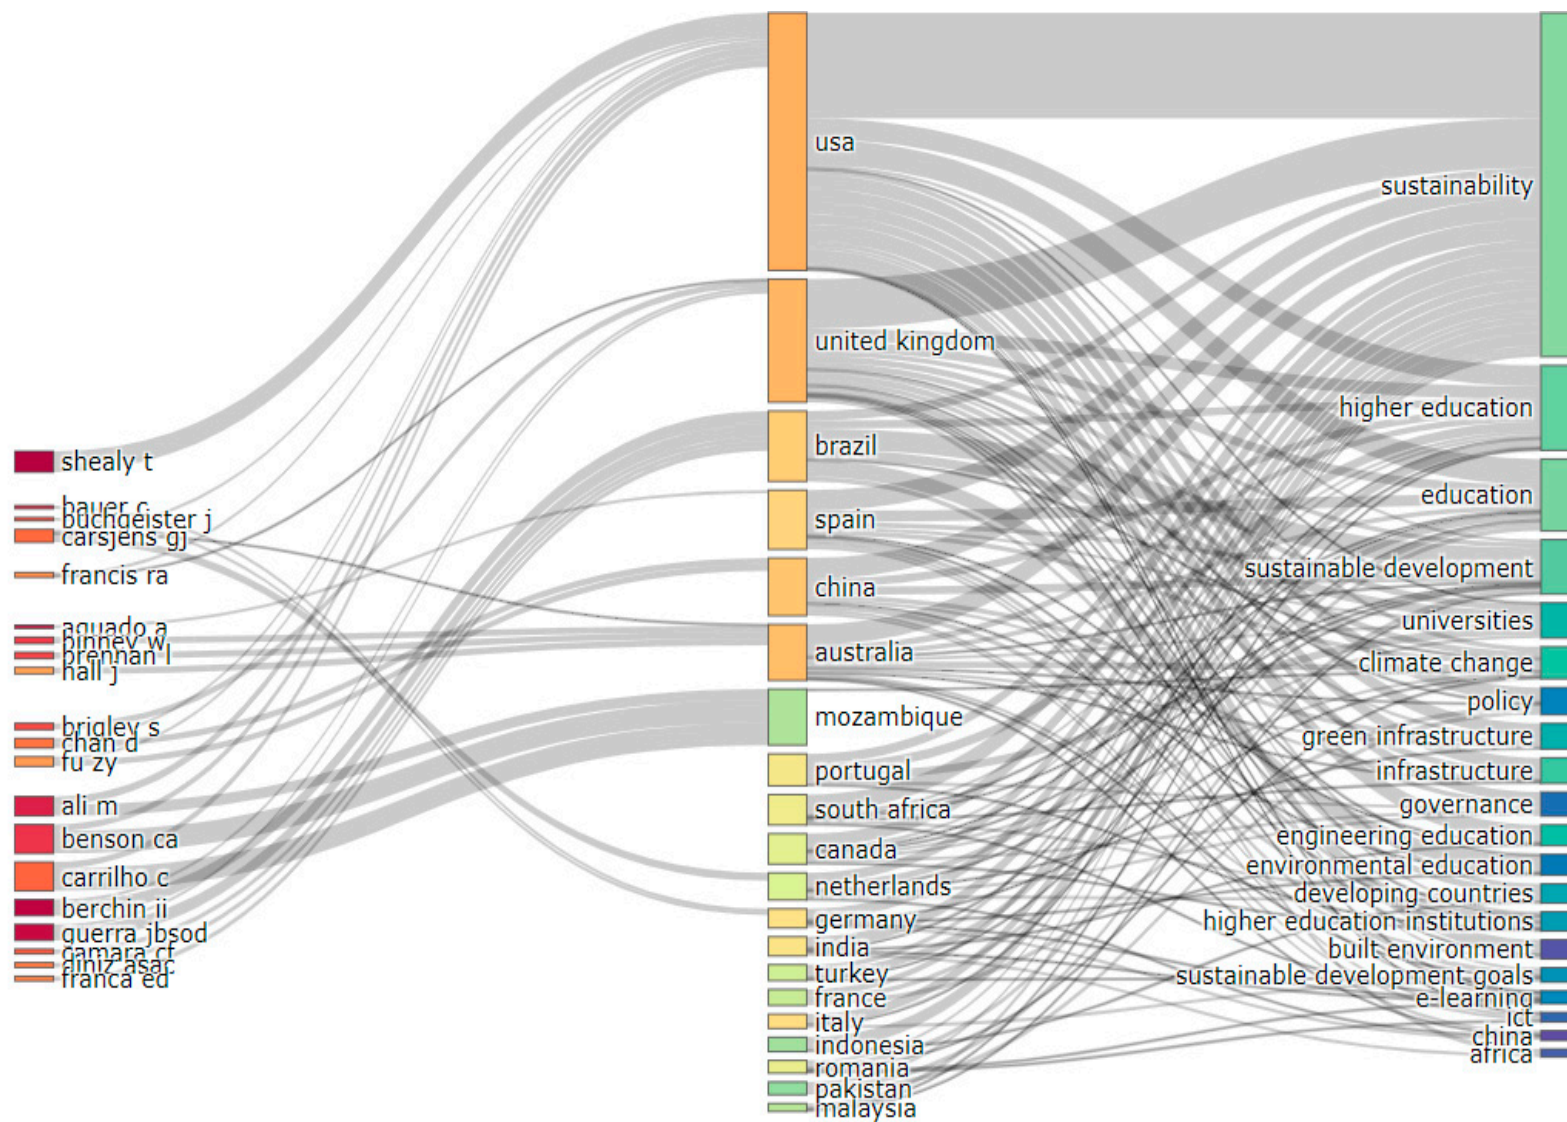 shealy t
bauer c
buchgeister j
carsjens gj
francis ra
aguado a
binney w
brennan l
hall j
brigley s
chan d
fu zy
ali m
benson ca
carrilho c
berchin ii
guerra jbsod
camara cf
diniz asac
franca ed
usa
united kingdom
brazil
spain
china
australia
mozambique
portugal
south africa
canada
netherlands
germany
india
turkey
france
italy
indonesia
romania
pakistan
malaysia
sustainability
higher education
education
sustainable development
universities
climate change
policy
green infrastructure
infrastructure
governance
engineering education
environmental education
developing countries
higher education institutions
built environment
sustainable development goals
e-learning
ict
china
africa